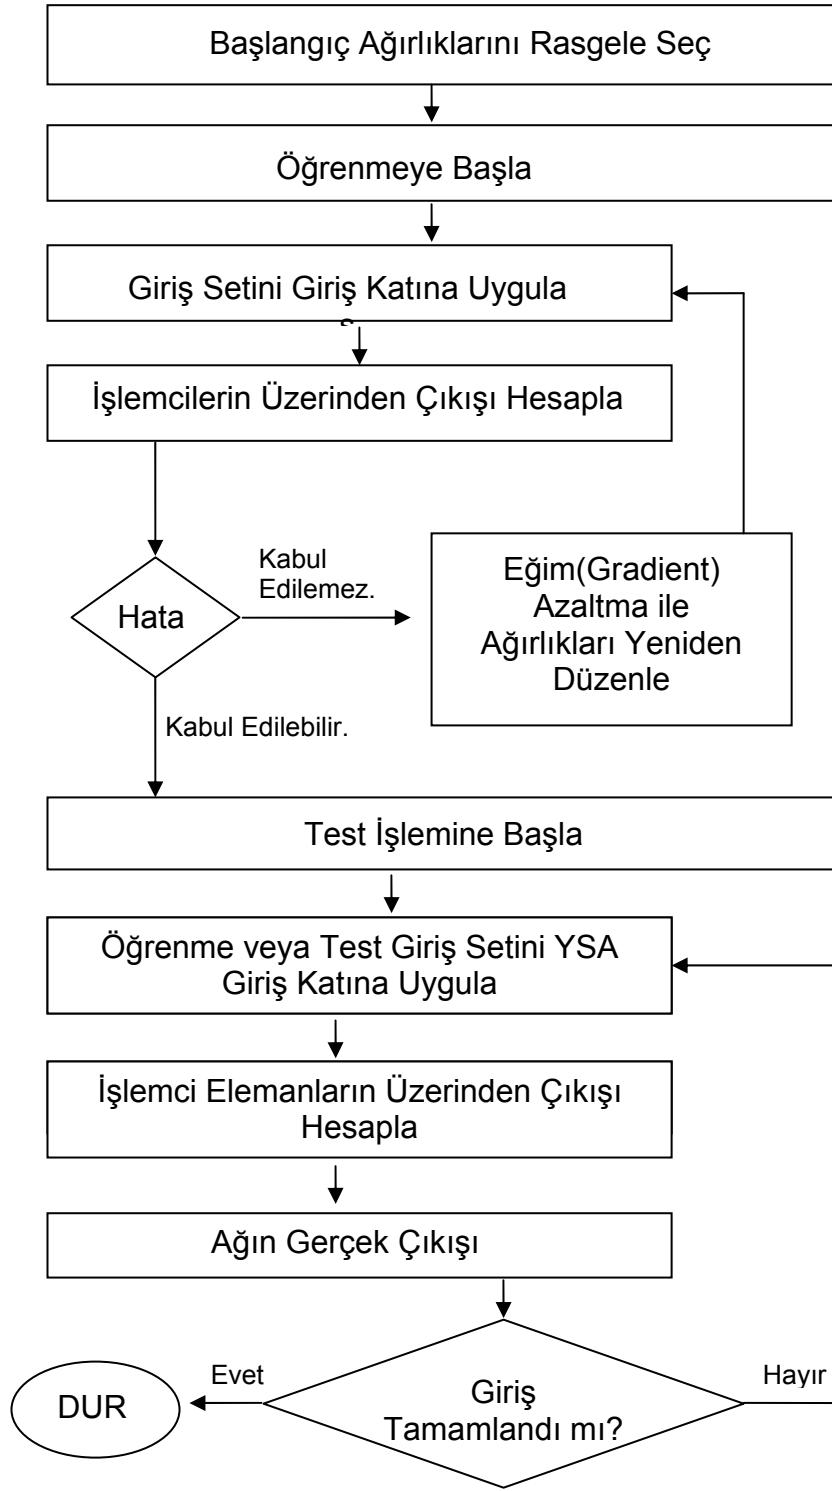 Başlangıç Ağırlıklarını Rasgele Seç
Öğrenmeye Başla
Giriş Setini Giriş Katına Uygula
İşlemcilerin Üzerinden Çıkışı Hesapla
Hata
Kabul
Edilemez.
Eğim(Gradient)
Azaltma ile
Ağırlıkları Yeniden
Düzenle
Kabul Edilebilir.
Test İşlemine Başla
Öğrenme veya Test Giriş Setini YSA
Giriş Katına Uygula
İşlemci Elemanların Üzerinden Çıkışı
Hesapla
Ağın Gerçek Çıkışı
Giriş
Tamamlandı mı?
Evet
DUR
Hayır